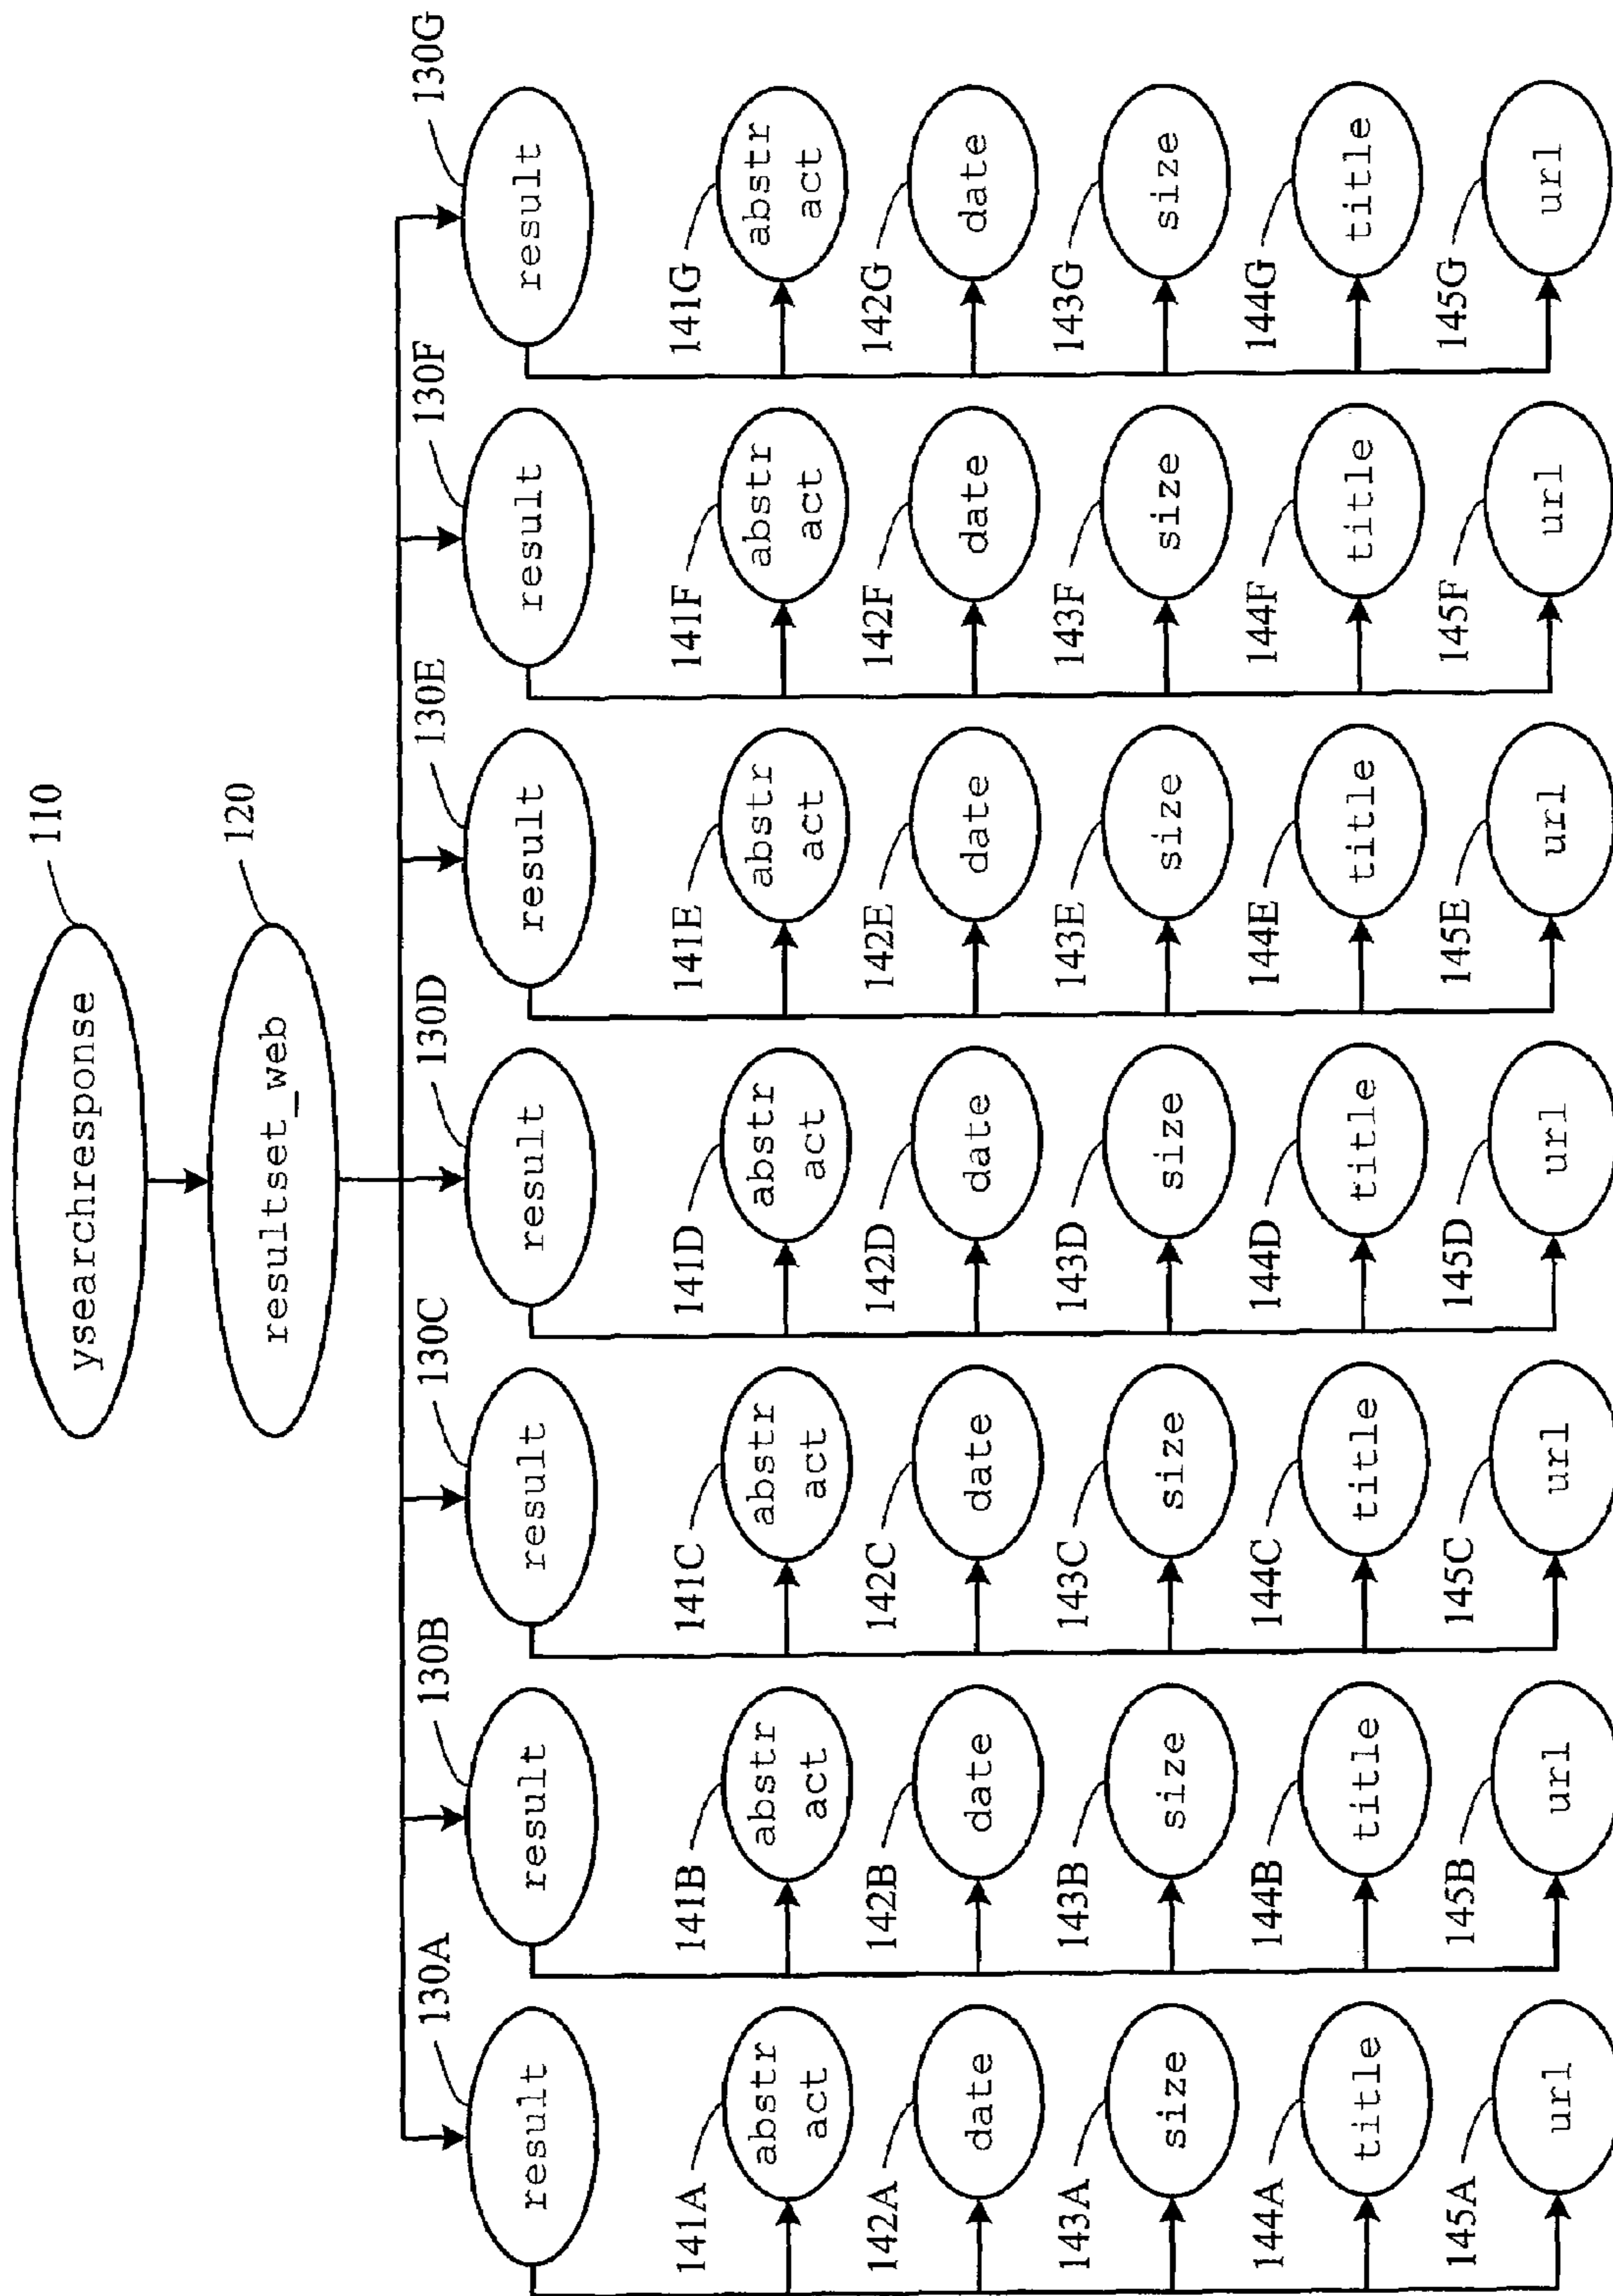 110
ysearchresponse
120
resultset_web
130A
130B
130C
130D
130E
130F
130G
result
result
result
result
result
result
result
141A
141B
141C
141D
141E
141F
141G
abstr
act
abstr
act
abstr
act
abstr
act
abstr
act
abstr
act
abstr
act
142A
142B
142C
142D
142E
142F
142G
date
date
date
date
date
date
date
143A
143B
143C
143D
143E
143F
143G
size
size
size
size
size
size
size
144A
144B
144C
144D
144E
144F
144G
title
title
title
title
title
title
title
145A
145B
145C
145D
145E
145F
145G
url
url
url
url
url
url
url